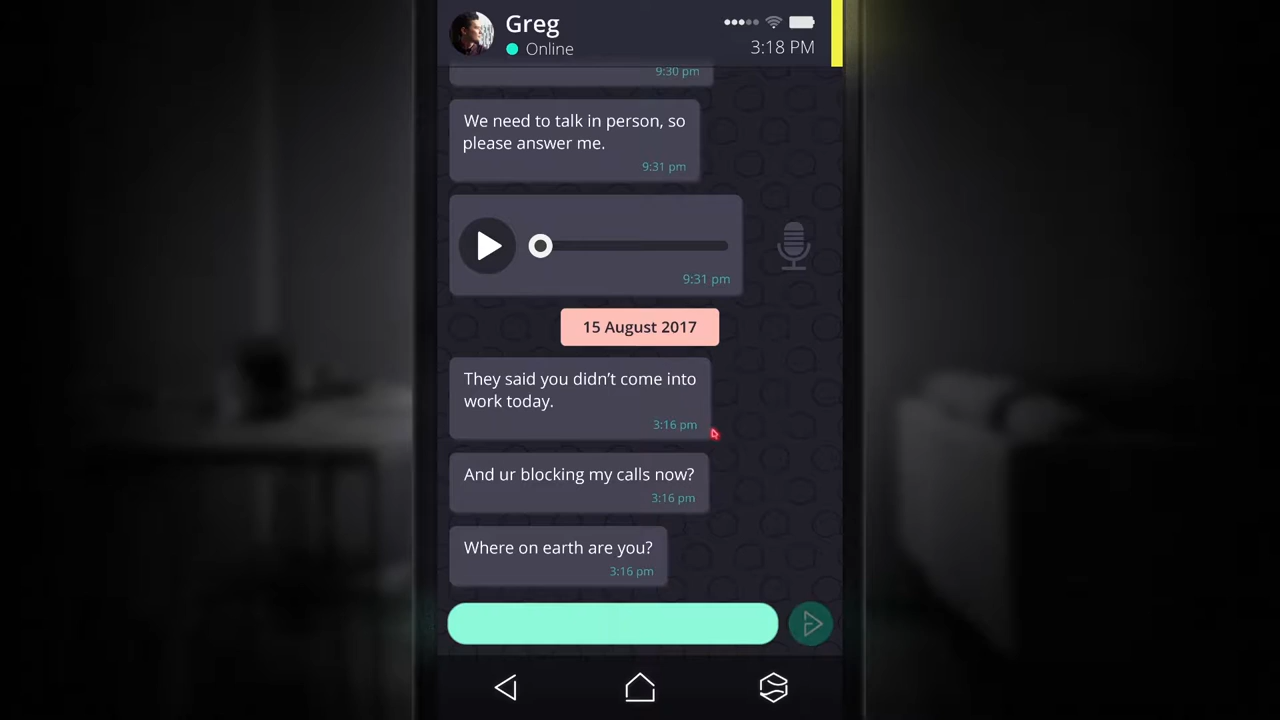 Greg
Online
3:18 PM
9:30 pm
We need to talk in person, so
please answer me.
9:31 pm
9:31 pm
15 August 2017
They said you didn’t come into
work today.
3:16 pm
And ur blocking my calls now?
3:16 pm
Where on earth are you?
3:16 pm